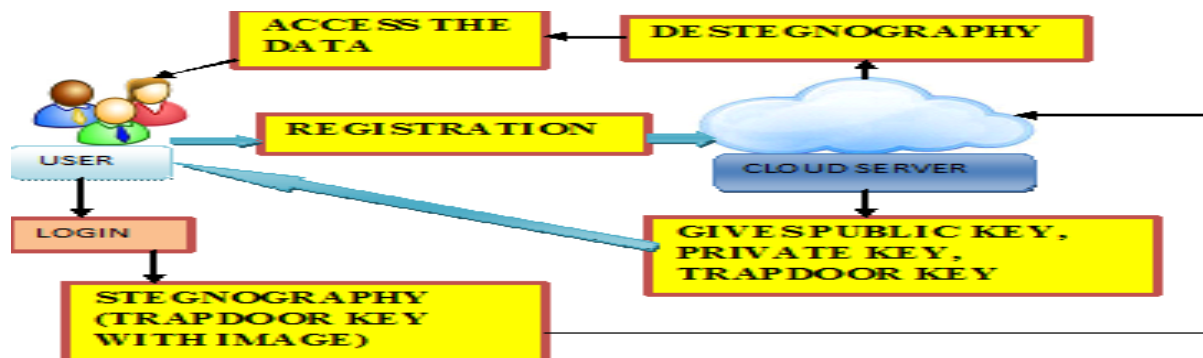 ACCESS THE
DATA
DESTEGNOGRAPHY
REGISTRATION
USER
CLOUD SERVER
LOGIN
GIVESPUBLIC KEY,
PRIVATE KEY,
TRAPDOOR KEY
STEGNOGRAPHY
(TRAPDOOR KEY
WITH IMAGE)